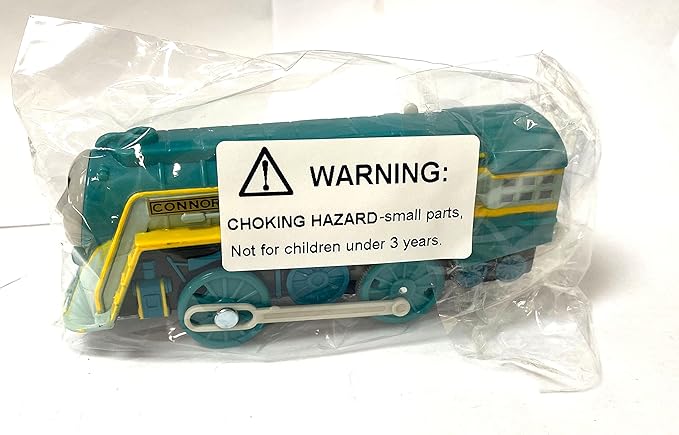 CONNOR
WARNING:
CHOKING HAZARD-small parts,
Not for children under 3 years.